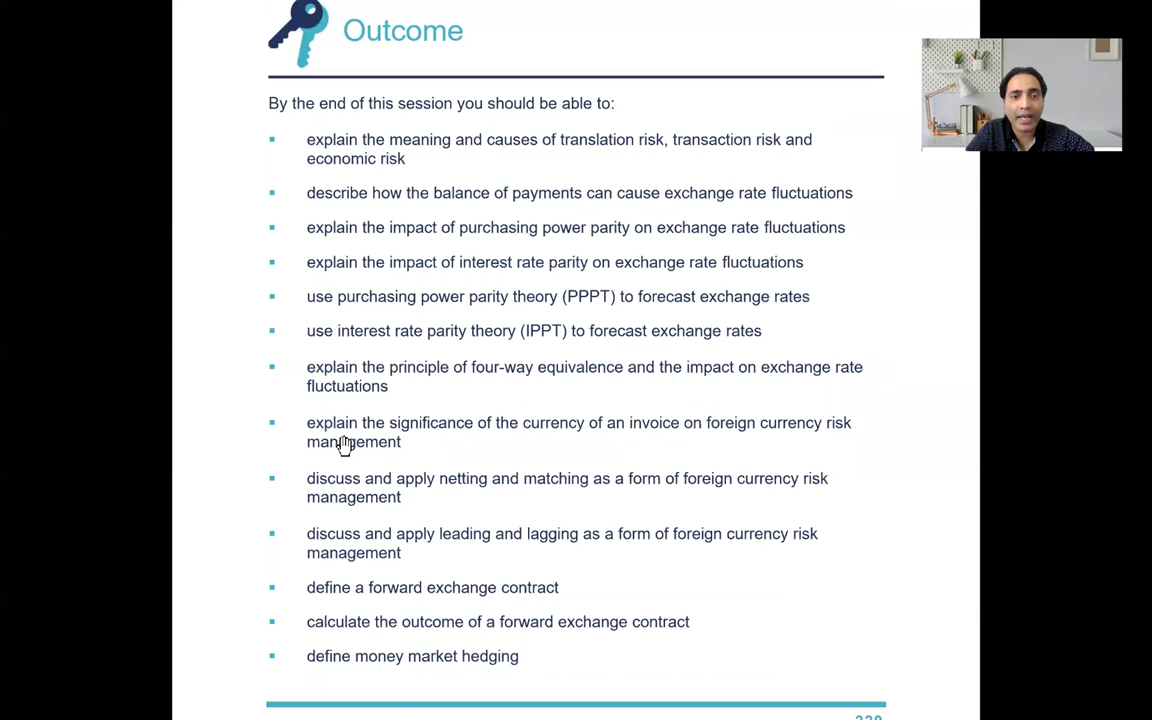 Outcome
By the end of this session you should be able to:
▪ explain the meaning and causes of translation risk, transaction risk and
economic risk
▪ describe how the balance of payments can cause exchange rate fluctuations
▪ explain the impact of purchasing power parity on exchange rate fluctuations
▪ explain the impact of interest rate parity on exchange rate fluctuations
▪ use purchasing power parity theory (PPPT) to forecast exchange rates
▪ use interest rate parity theory (IPPT) to forecast exchange rates
▪ explain the principle of four-way equivalence and the impact on exchange rate
fluctuations
▪ explain the significance of the currency of an invoice on foreign currency risk
management
▪ discuss and apply netting and matching as a form of foreign currency risk
management
▪ discuss and apply leading and lagging as a form of foreign currency risk
management
▪ define a forward exchange contract
▪ calculate the outcome of a forward exchange contract
▪ define money market hedging